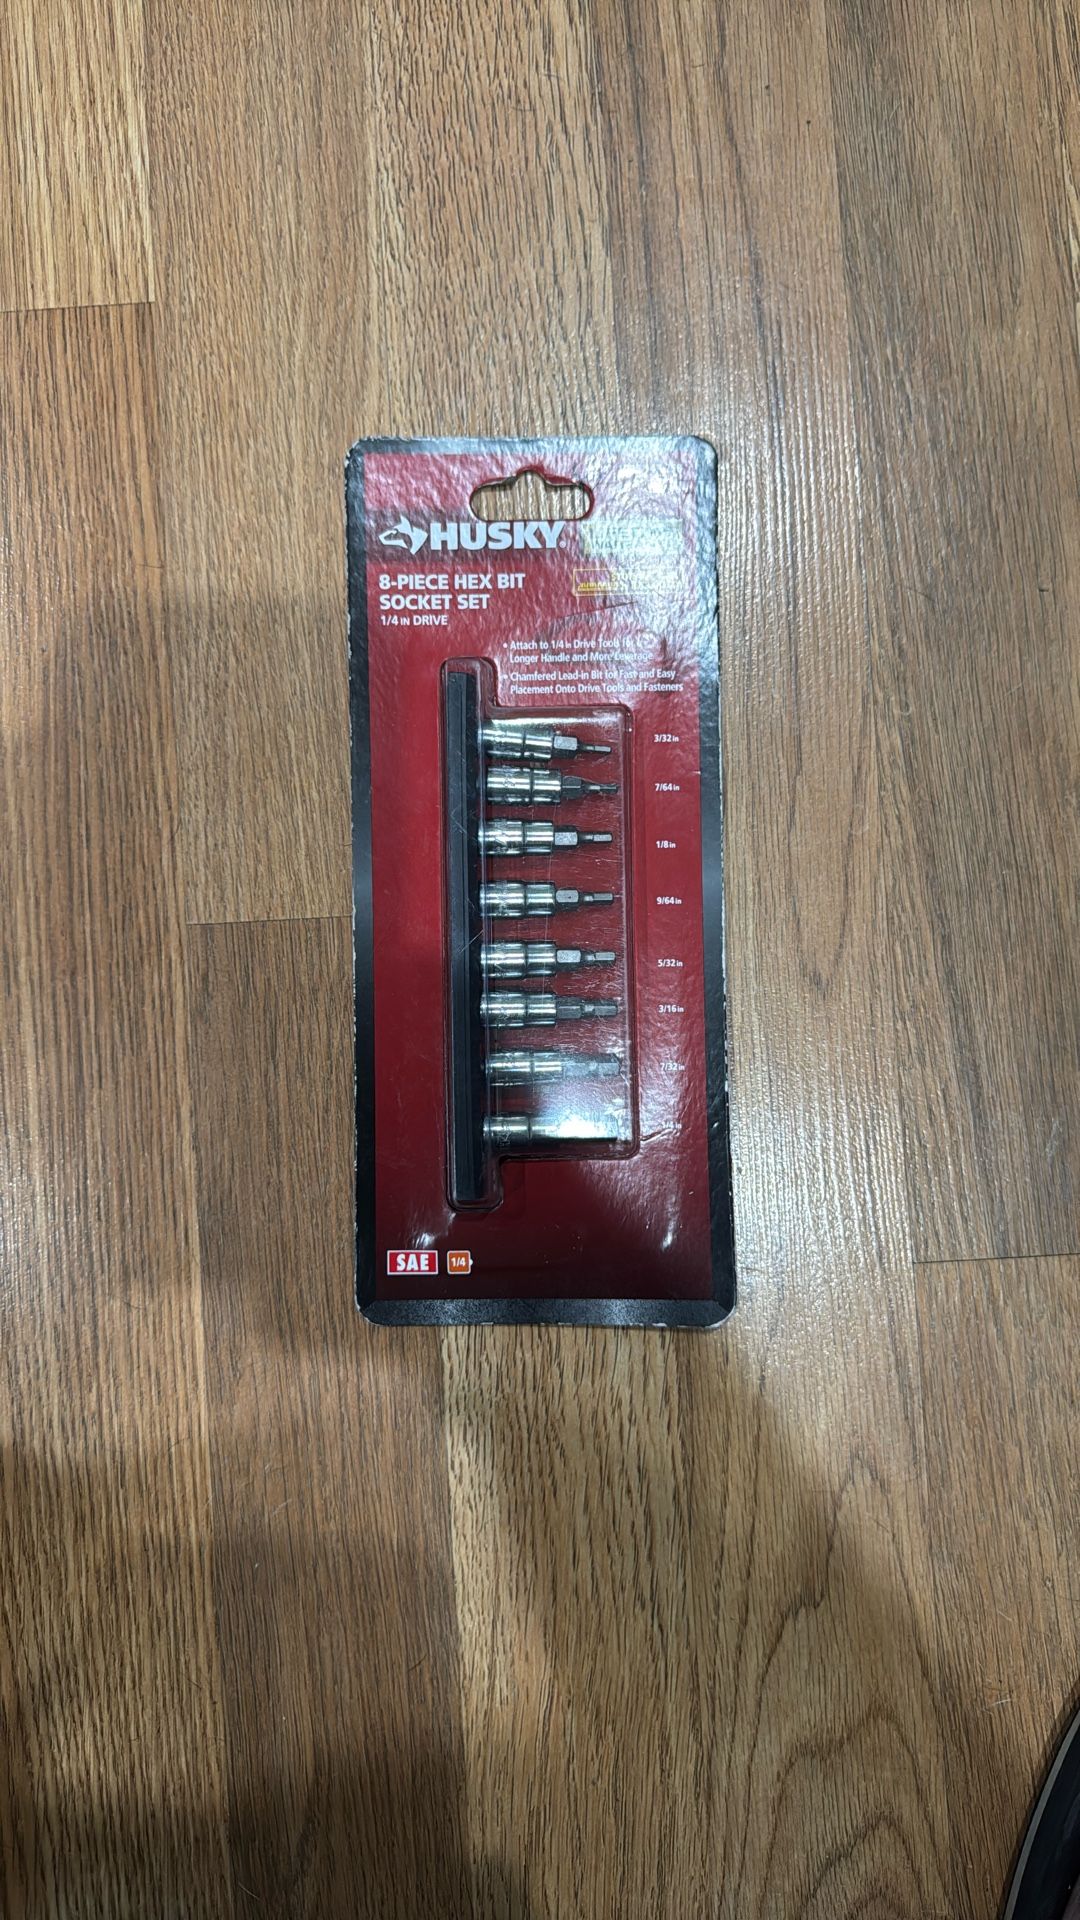 HUSKY
8-PIECE HEX BIT
SOCKET SET
1/4 IN DRIVE
• Attach to 1/4 in Drive Tools for
Longer Handle and More Leverage
• Chamfered Lead-in Bit for Fast and Easy
Placement Onto Drive Tools and Fasteners
3/32 in
7/64 in
1/8 in
9/64 in
5/32 in
3/16 in
7/32 in
SAE
1/4